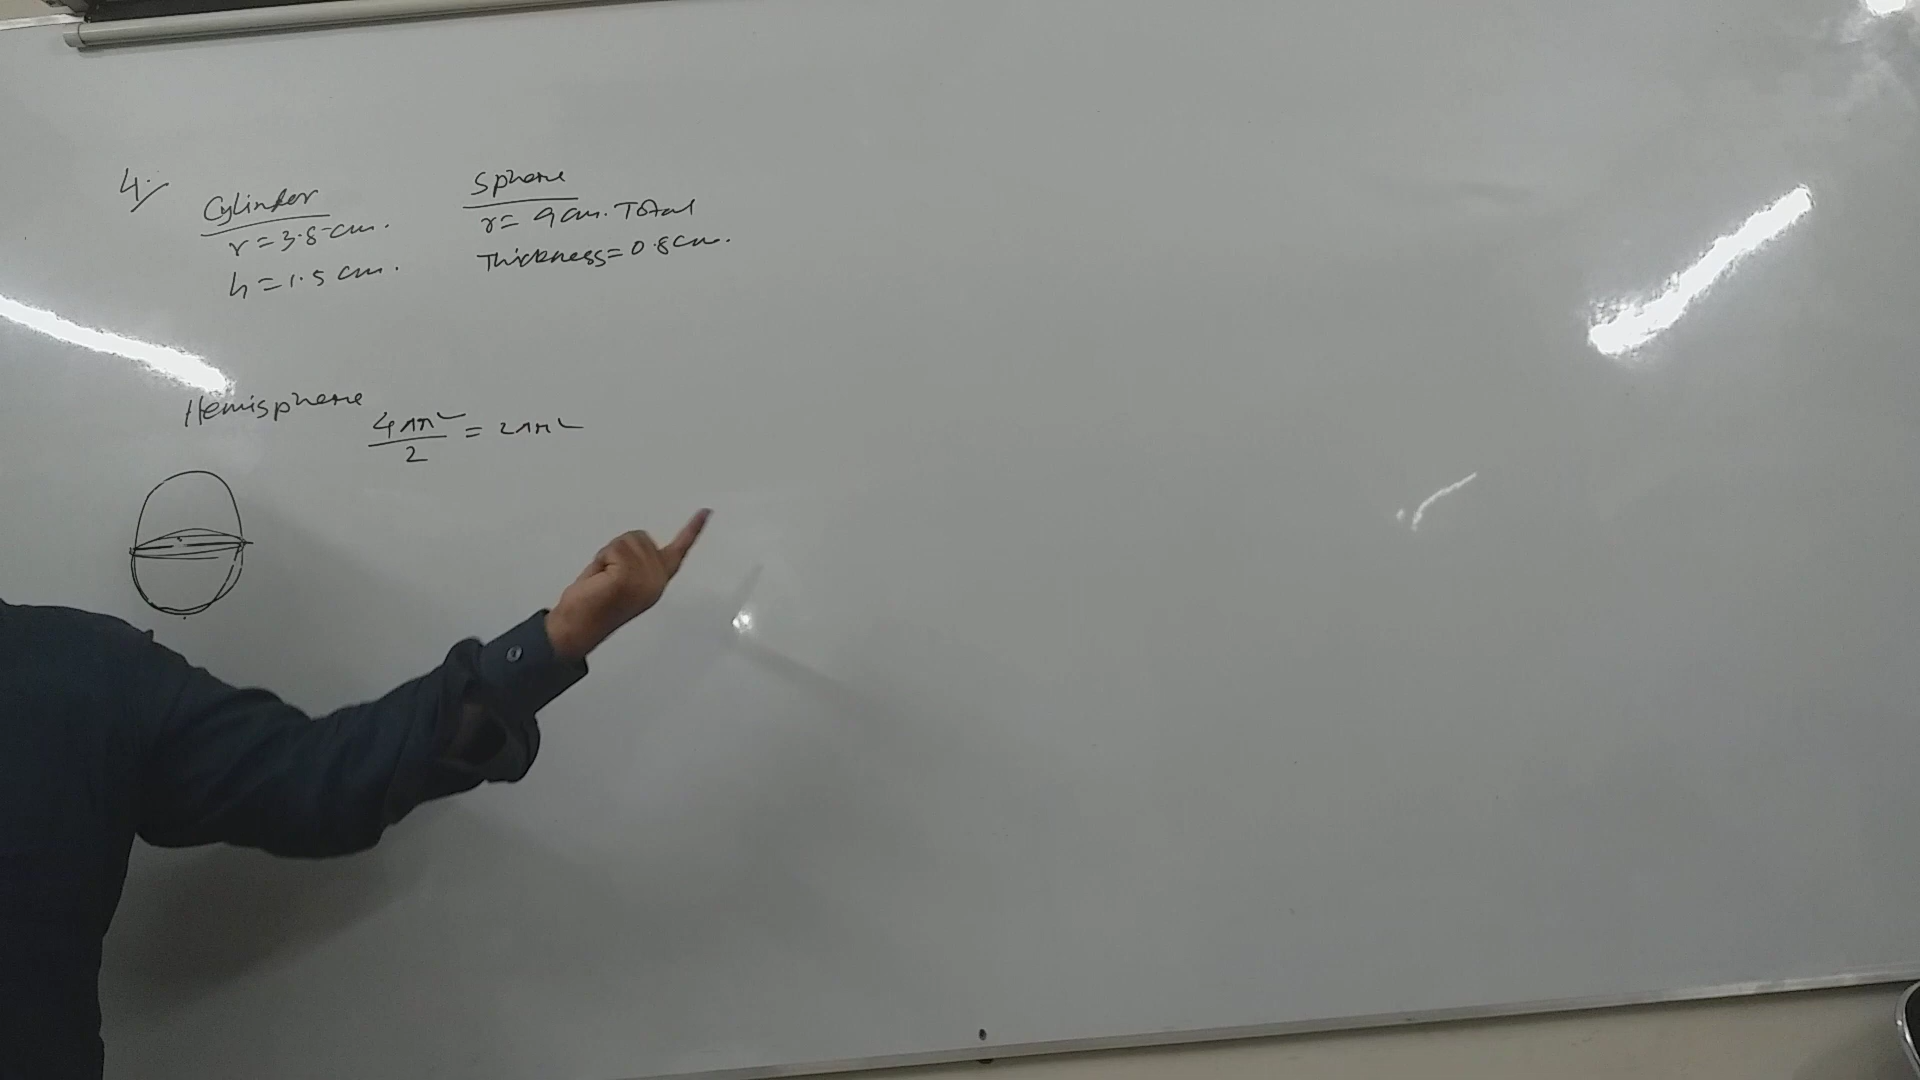 4.
Cylinder
r = 3.8 cm.
h = 1.5 cm.
Sphere
r = 9 cm. Total
Thickness = 0.8 cm.
Hemisphere
4πr²/2 = 2πr²